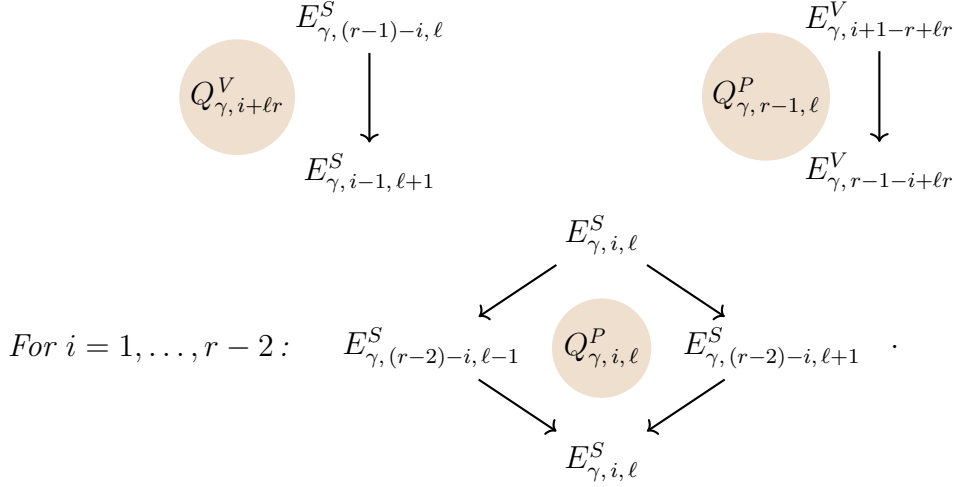 E^S_{γ, (r−1)−i, ℓ} E^V_{γ, i+1−r+ℓr}
Q^V_{γ, i+ℓr} Q^P_{γ, r−1, ℓ}
E^S_{γ, i−1, ℓ+1} E^V_{γ, r−1−i+ℓr}
E^S_{γ, i, ℓ}
For i = 1, . . . , r − 2 : E^S_{γ, (r−2)−i, ℓ−1} Q^P_{γ, i, ℓ} E^S_{γ, (r−2)−i, ℓ+1} .
E^S_{γ, i, ℓ}